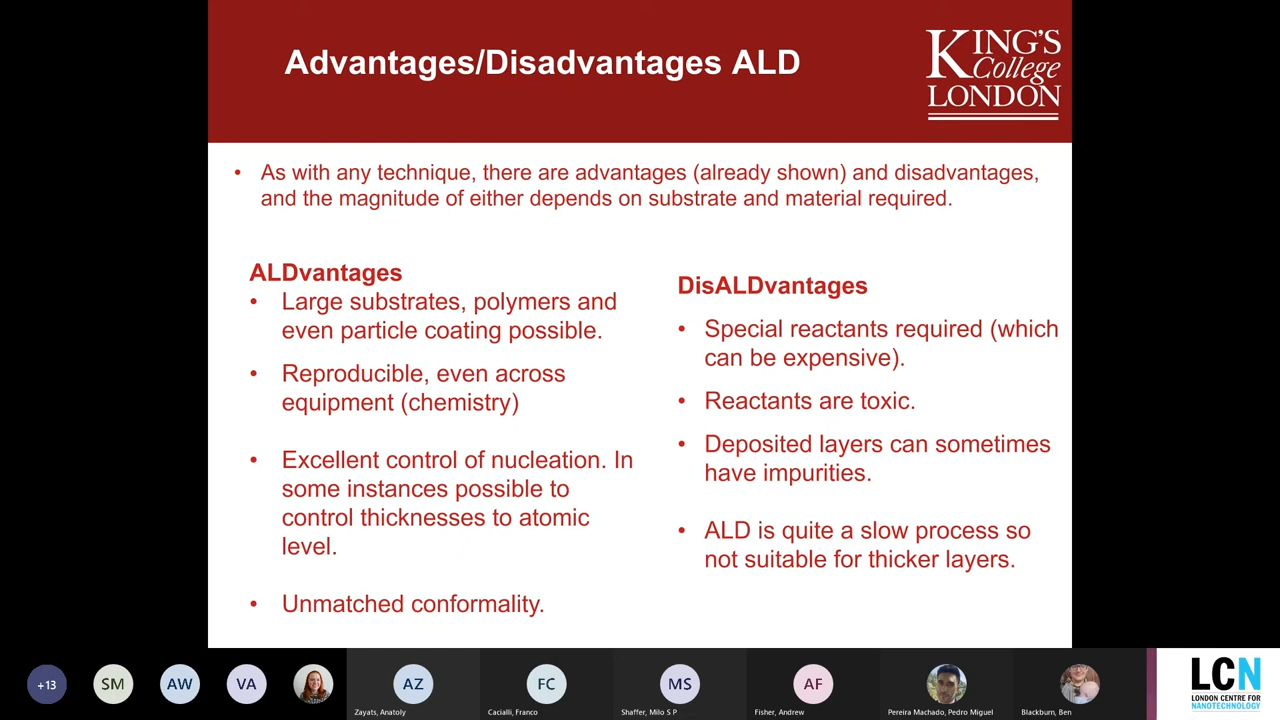 Advantages/Disadvantages ALD
KING'S
College
LONDON
• As with any technique, there are advantages (already shown) and disadvantages,
and the magnitude of either depends on substrate and material required.
ALDvantages
• Large substrates, polymers and
even particle coating possible.
• Reproducible, even across
equipment (chemistry)
• Excellent control of nucleation. In
some instances possible to
control thicknesses to atomic
level.
• Unmatched conformality.
DisALDvantages
• Special reactants required (which
can be expensive).
• Reactants are toxic.
• Deposited layers can sometimes
have impurities.
• ALD is quite a slow process so
not suitable for thicker layers.
+13
SM
AW
VA
AZ
Zayats, Anatoly
FC
Cacialli, Franco
MS
Shaffer, Milo S P
AF
Fisher, Andrew
Pereira Machado, Pedro Miguel
Blackburn, Ben
LCN
LONDON CENTRE FOR
NANOTECHNOLOGY